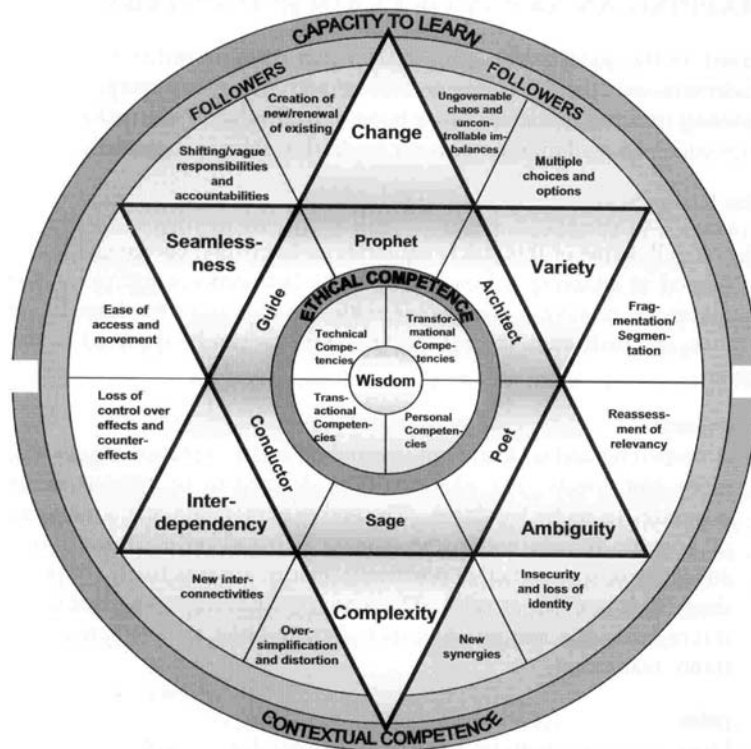 CAPACITY TO LEARN
FOLLOWERS
FOLLOWERS
Creation of
new/renewal
of existing
Change
Ungovernable
chaos and
uncon-
trollable im-
balances
Shifting/vague
responsibilities
and
accountabilities
Multiple
choices and
options
Seamless-
ness
Prophet
Variety
Guide
Architect
ETHICAL COMPETENCE
Ease of
access and
movement
Technical
Compe-
tencies
Transfor-
mational
Compe-
tencies
Frag-
mentation/
Segmen-
tation
Wisdom
Loss of
control over
effects and
counter-
effects
Trans-
actional
Competen-
cies
Personal
Competen-
cies
Reassess-
ment of
relevancy
Conductor
Poet
Inter-
dependency
Sage
Ambiguity
New inter-
connectivities
Complexity
Insecurity
and loss of
identity
Over-
simplification
and distortion
New
synergies
CONTEXTUAL COMPETENCE